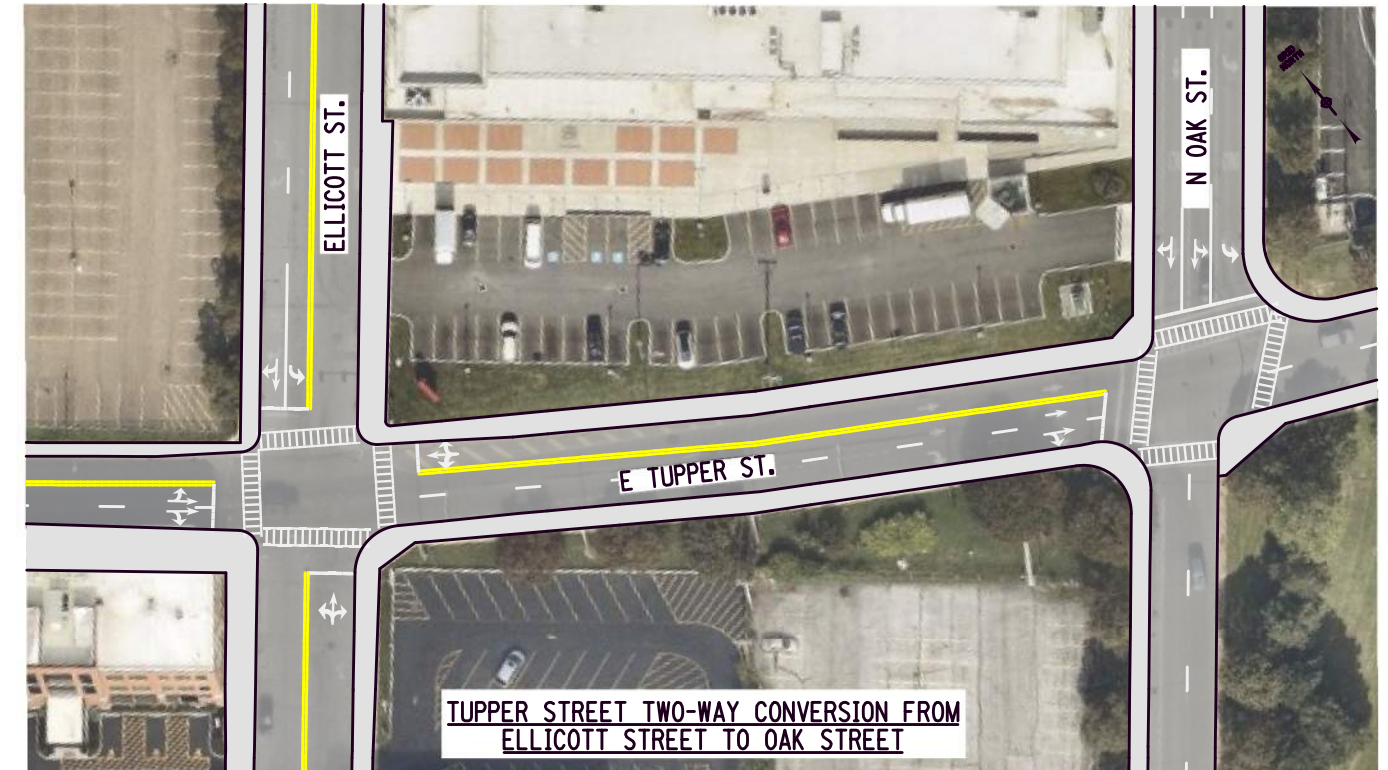 ELLICOTT ST.
N OAK ST.
E TUPPER ST.
TUPPER STREET TWO-WAY CONVERSION FROM
ELLICOTT STREET TO OAK STREET